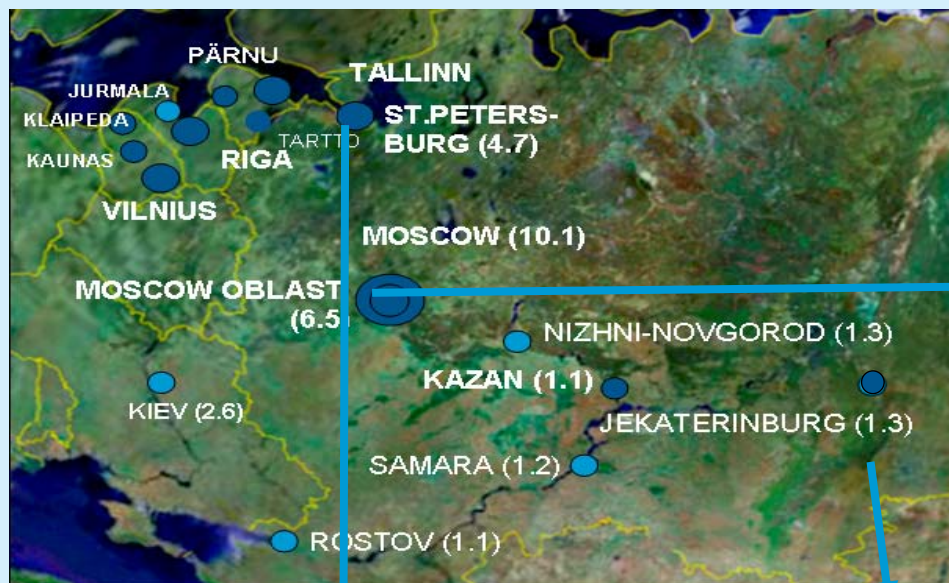 PÄRNU
TALLINN
JURMALA
KLAIPEDA
ST.PETERS-
BURG (4.7)
TARTTO
KAUNAS
RIGA
VILNIUS
MOSCOW (10.1)
MOSCOW OBLAST
(6.5)
NIZHNI-NOVGOROD (1.3)
KAZAN (1.1)
KIEV (2.6)
JEKATERINBURG (1.3)
SAMARA (1.2)
ROSTOV (1.1)